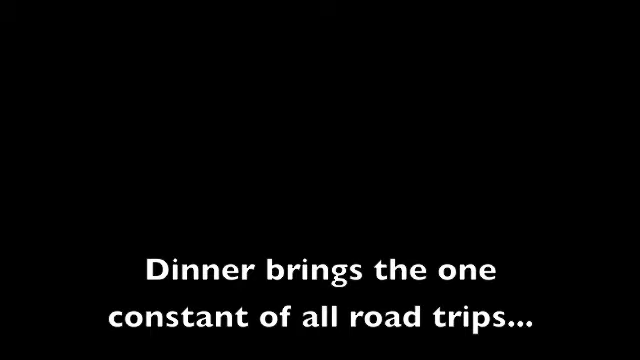 Dinner brings the one
constant of all road trips...